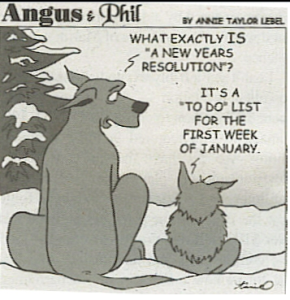 Angus & Phil
BY ANNIE TAYLOR LEBEL
WHAT EXACTLY IS
"A NEW YEARS
RESOLUTION"?
IT'S A
"TO DO" LIST
FOR THE
FIRST WEEK
OF JANUARY.